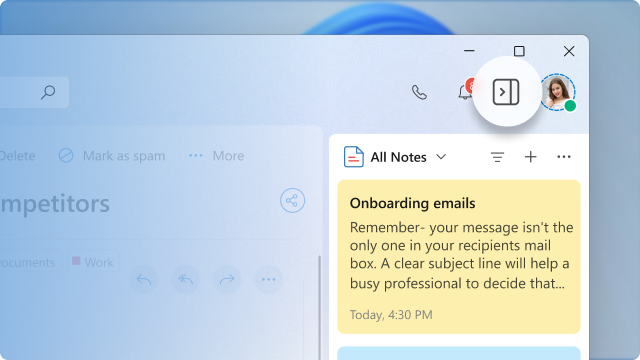 Delete Mark as spam More
mpetitors
Work
All Notes
Onboarding emails
Remember- your message isn't the
only one in your recipients mail
box. A clear subject line will help a
busy professional to decide that...
Today, 4:30 PM